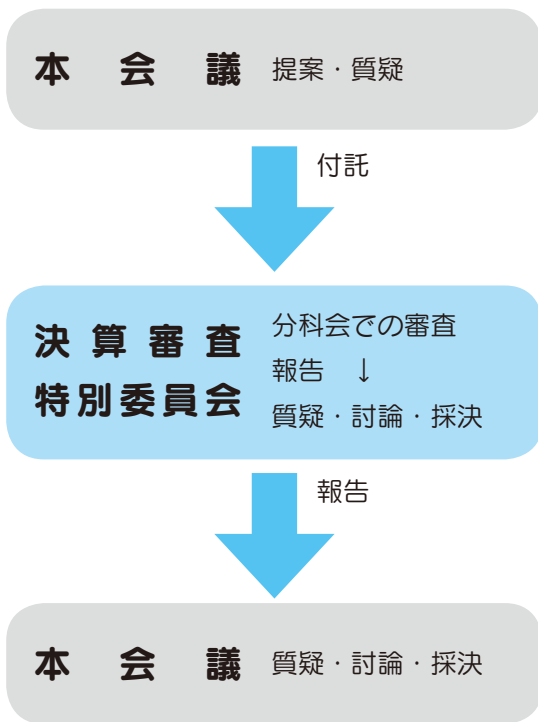 本会議 提案・質疑
付託
決算審査
特別委員会
分科会での審査
報告 ↓
質疑・討論・採決
報告
本会議 質疑・討論・採決